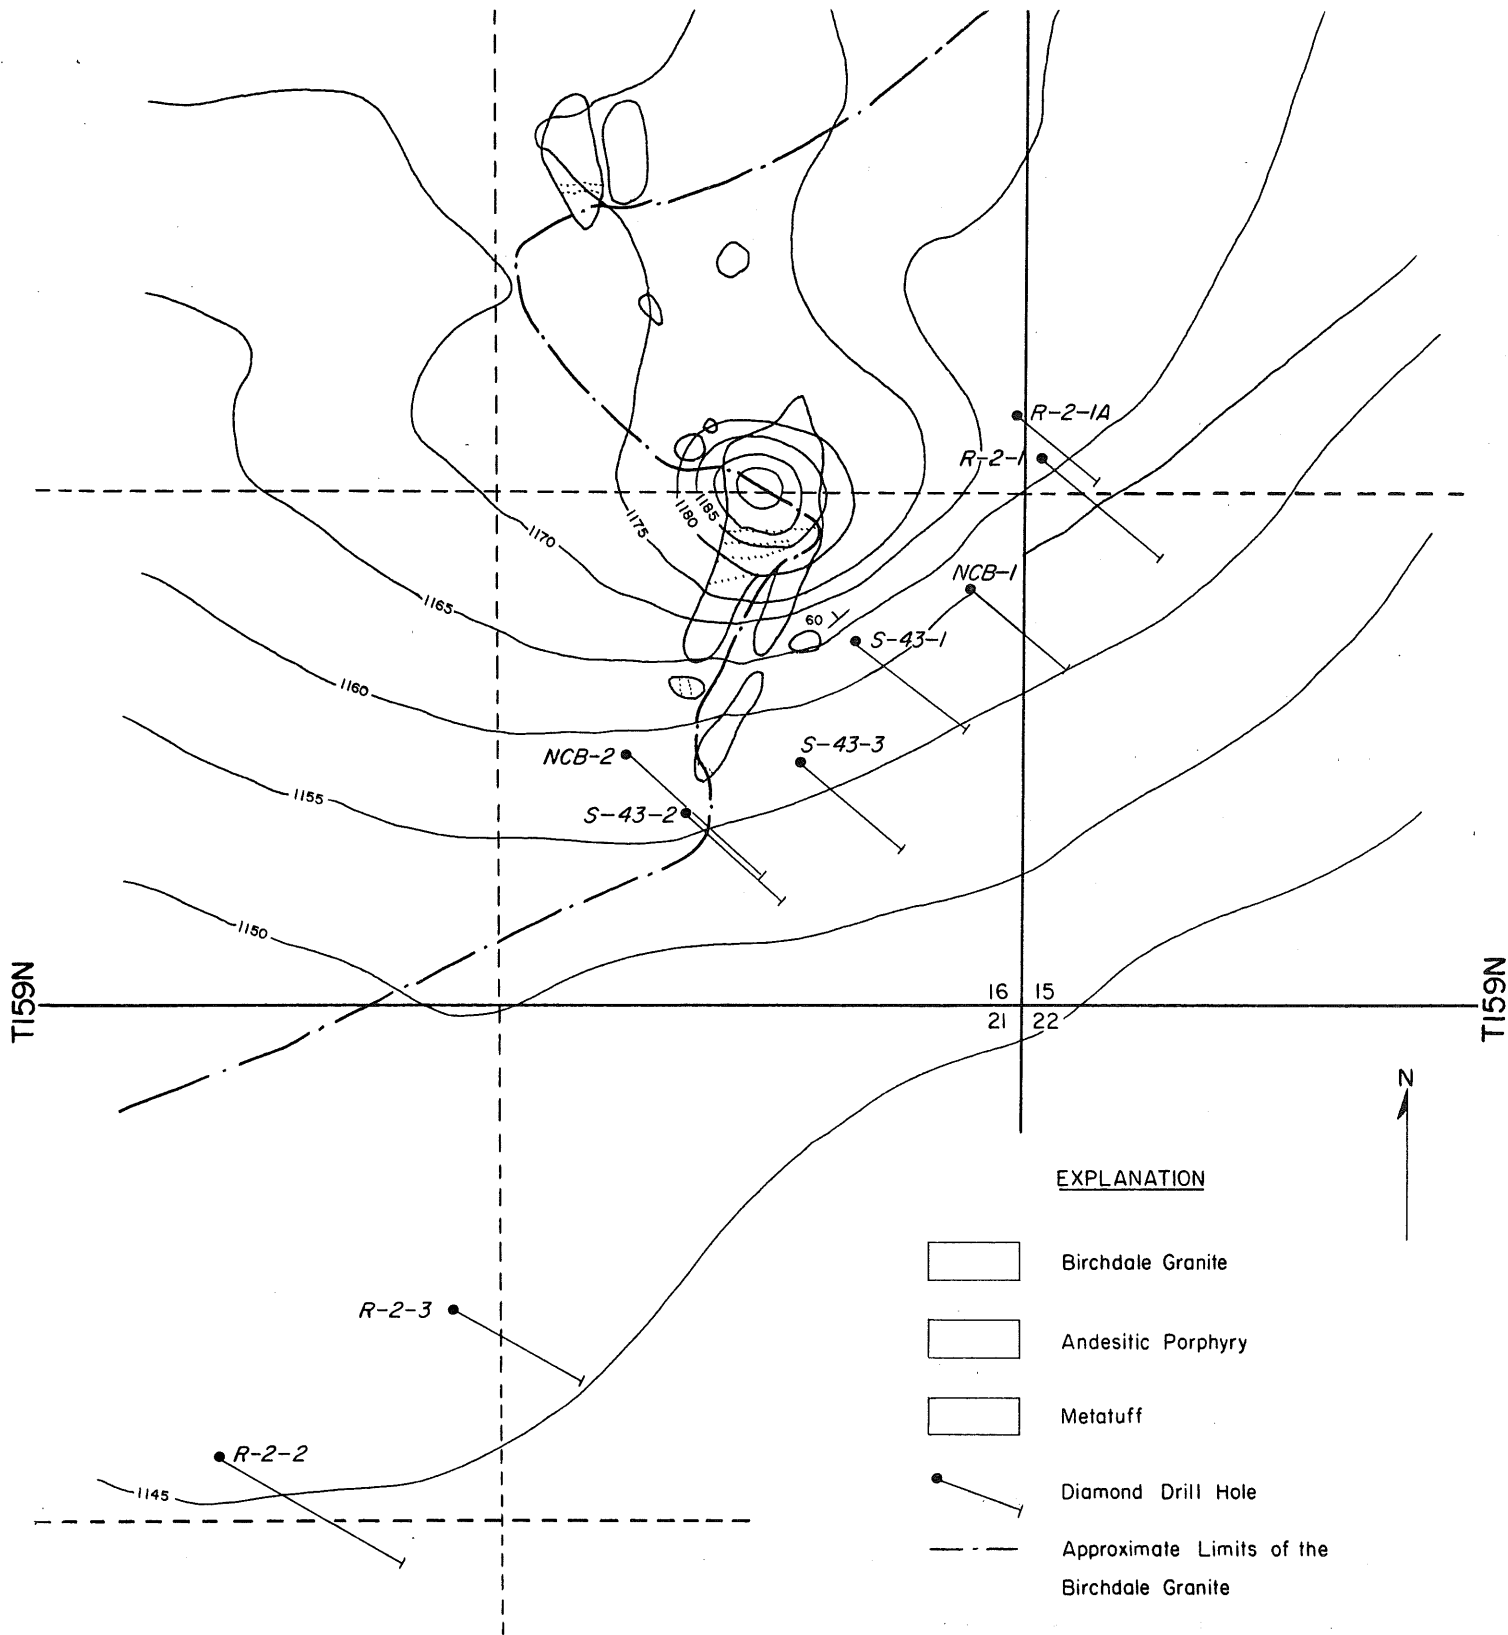 R-2-1A
R-2-1
1175
1180
1185
1170
NCB-1
1165
60
S-43-1
1160
NCB-2
S-43-3
1155
S-43-2
1150
T159N
16 15
21 22
T159N
N
EXPLANATION
Birchdale Granite
R-2-3
Andesitic Porphyry
Metatuff
R-2-2
1145
Diamond Drill Hole
Approximate Limits of the
Birchdale Granite